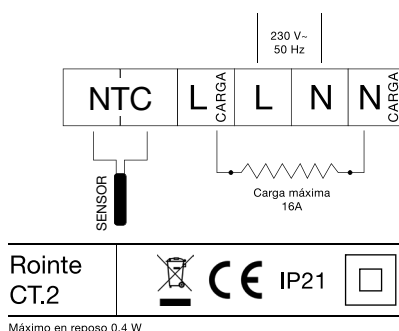 230 V~
50 Hz
NTC L CARGA L N N CARGA
SENSOR
Carga máxima
16A
Rointe
CT.2
CE IP21
Máximo en reposo 0,4 W